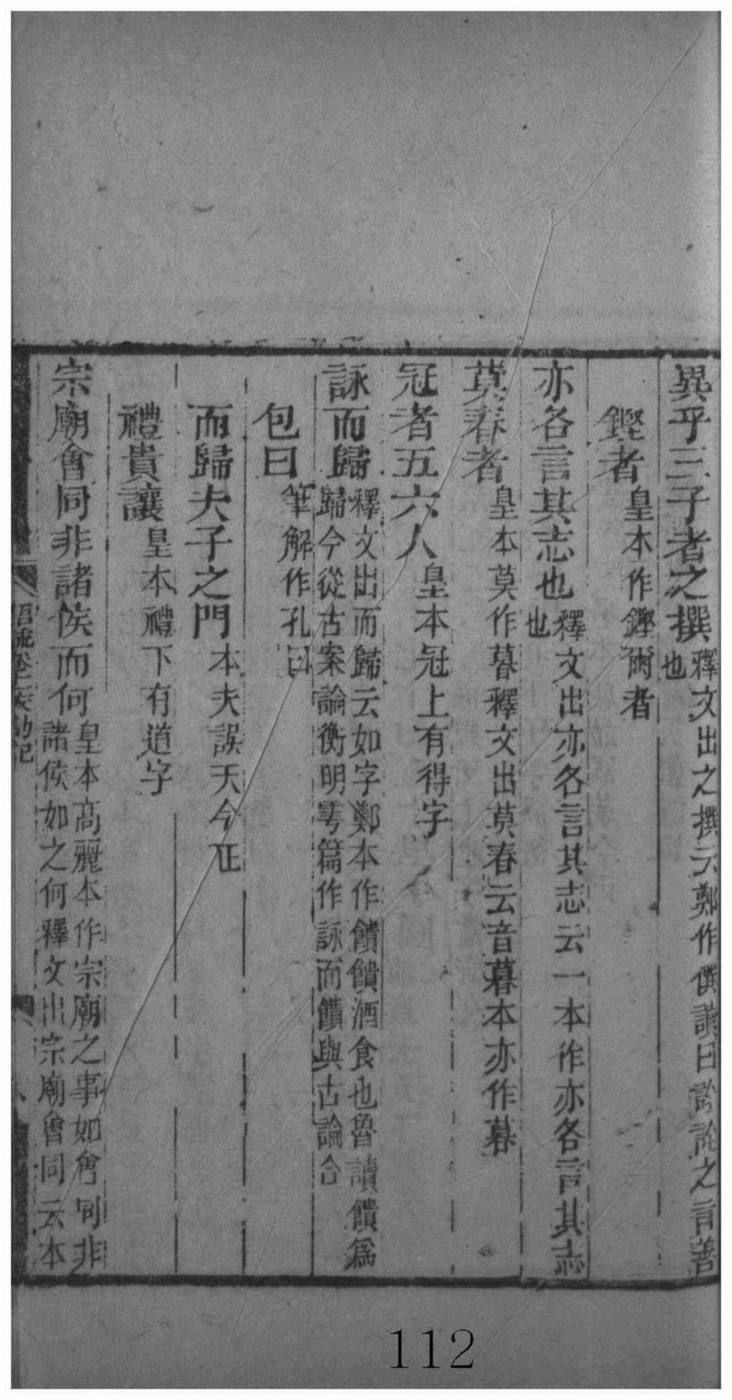 異乎三子者之撰釋文出之撰云鄭作僎讀曰詮詮之言善也
鏗者皇本作鏗爾者
亦各言其志也釋文出亦各言其志云一本作亦各言其志也
莫春者皇本莫作暮釋文出莫春云音暮本亦作暮
冠者五六人皇本冠上有得字
詠而歸釋文出而歸云如字鄭本作饋饋酒食也魯讀饋爲歸今從古案論衡明雩篇作詠而饋與古論合
包曰筆解作孔曰
而歸夫子之門本夫誤天今正
禮貴讓皇本禮下有道字
宗廟會同非諸侯而何皇本高麗本作宗廟之事如會同非諸侯如之何釋文出宗廟會同云本
112